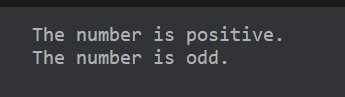 The number is positive.
The number is odd.